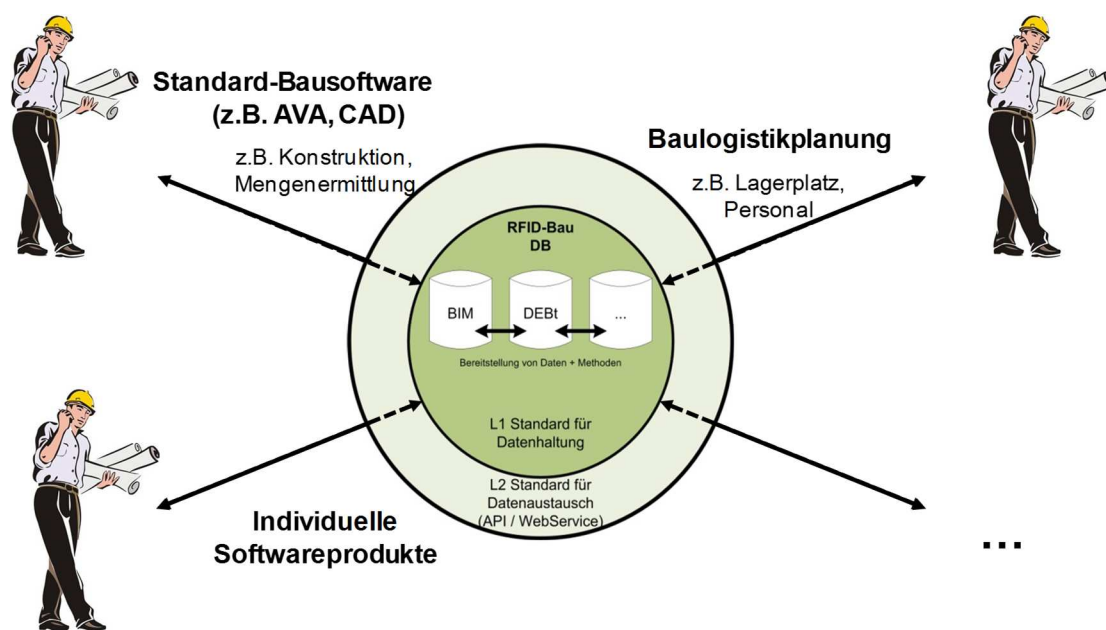 Standard-Bausoftware
(z.B. AVA, CAD)
z.B. Konstruktion,
Mengenermittlung
Baulogistikplanung
z.B. Lagerplatz,
Personal
RFID-Bau
DB
BIM
DEBt
...
Bereitstellung von Daten + Methoden
L1 Standard für
Datenhaltung
L2 Standard für
Datenaustausch
(API / WebService)
Individuelle
Softwareprodukte
...